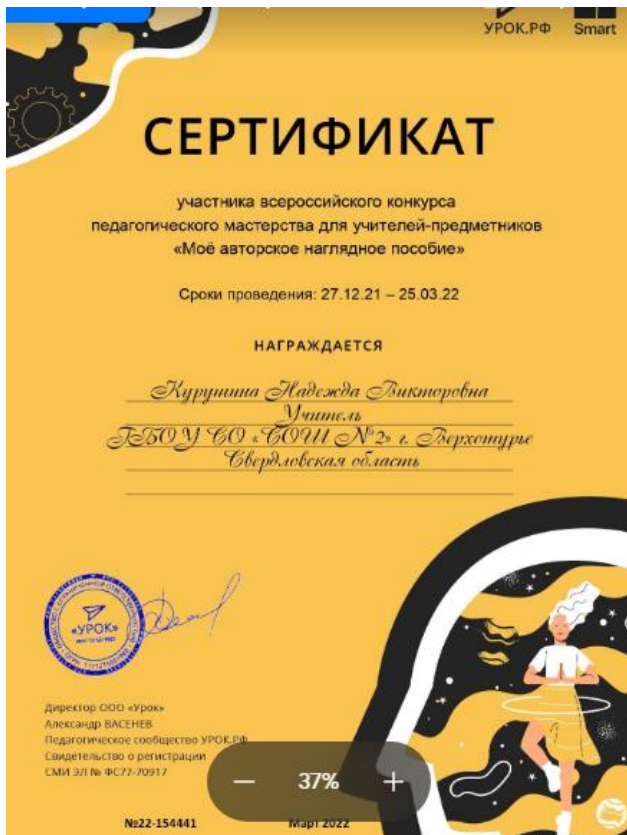 УРОК.РФ Smart
СЕРТИФИКАТ
участника всероссийского конкурса
педагогического мастерства для учителей-предметников
«Моё авторское наглядное пособие»
Сроки проведения: 27.12.21 – 25.03.22
НАГРАЖДАЕТСЯ
Курушина Надежда Викторовна
Учитель
ГБОУ СО «СОШ №2» г. Верхотурье
Свердловская область
«УРОК»
Директор ООО «Урок»
Александр ВАСЕНЕВ
Педагогическое сообщество УРОК.РФ
Свидетельство о регистрации
СМИ ЭЛ № ФС77-70917
37%
№22-154441 Март 2022